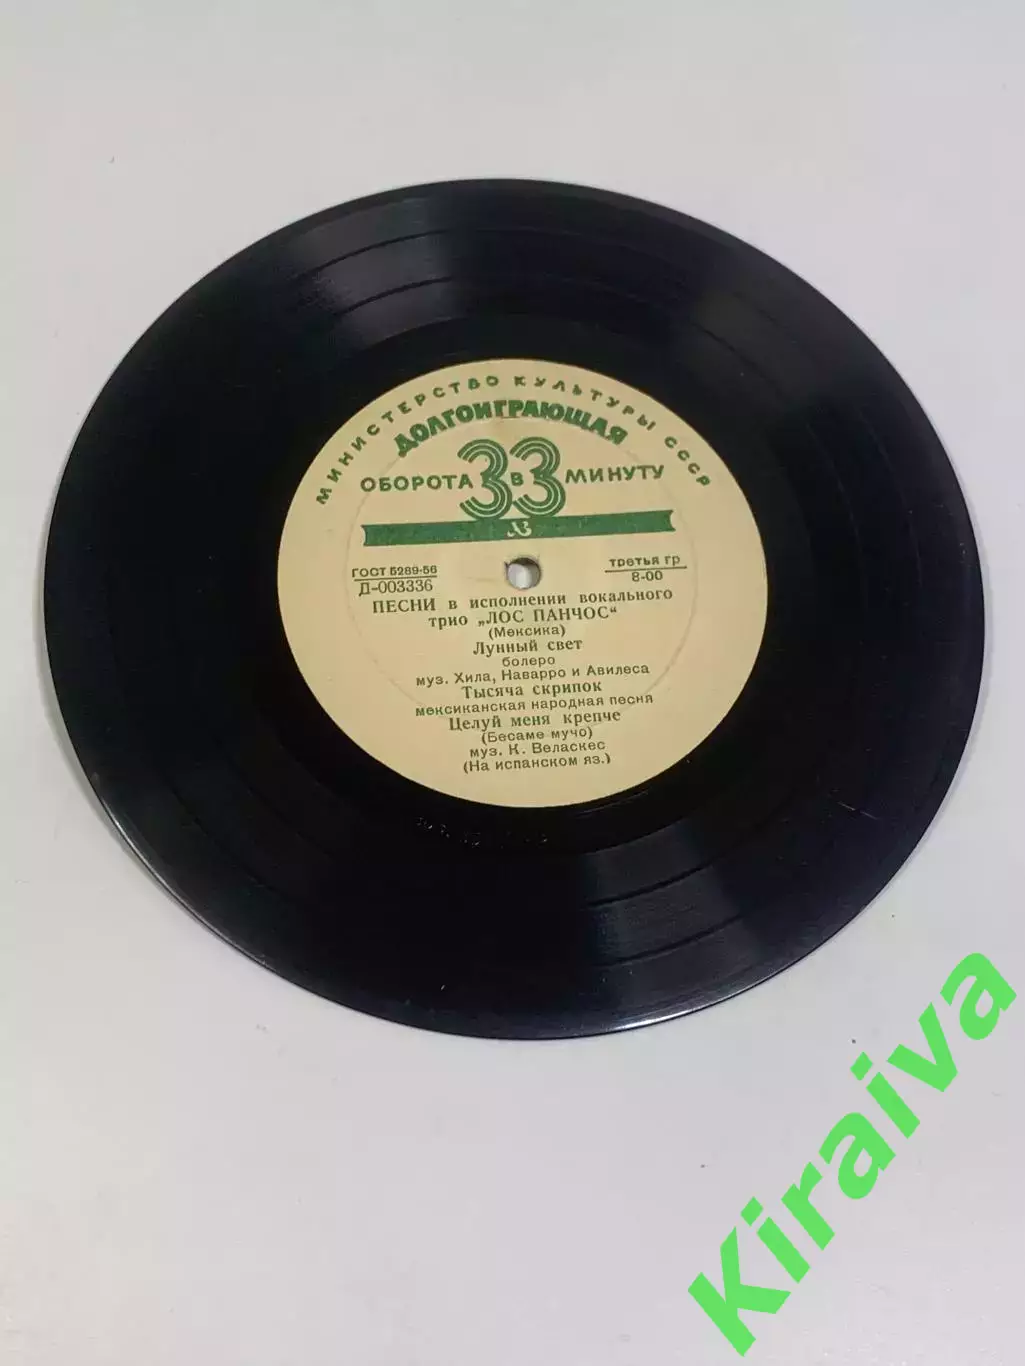 МИНИСТЕРСТВО КУЛЬТУРЫ СССР
ДОЛГОИГРАЮЩАЯ
ОБОРОТА 33 В МИНУТУ
ЛЗ
ГОСТ 5289-56 третья гр
Д-003336 8-00
ПЕСНИ в исполнении вокального
трио „ЛОС ПАНЧОС“
(Мексика)
Лунный свет
болеро
муз. Хила, Наварро и Авилеса
Тысяча скрипок
мексиканская народная песня
Целуй меня крепче
(Бесаме мучо)
муз. К. Веласкес
(На испанском яз.)
Kiraiva